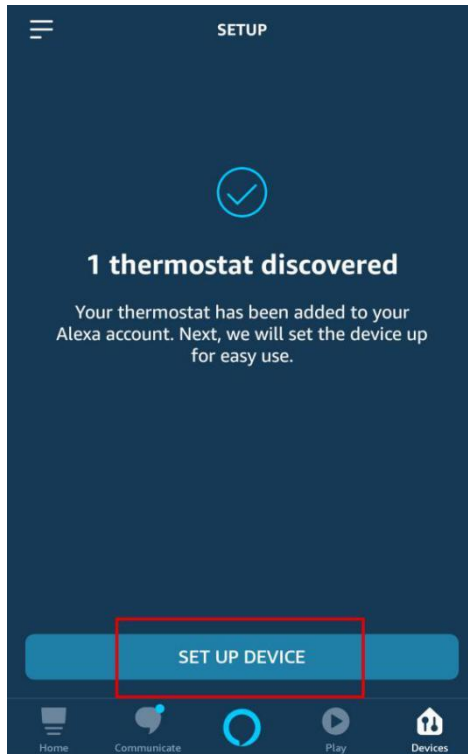 SETUP
1 thermostat discovered
Your thermostat has been added to your
Alexa account. Next, we will set the device up
for easy use.
SET UP DEVICE
Home Communicate Play Devices